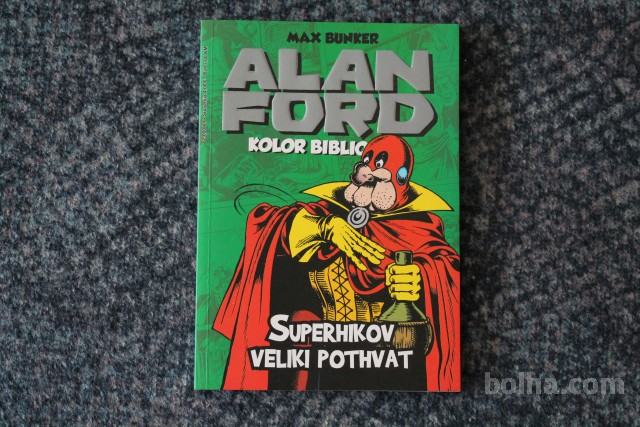 MAX BUNKER
ALAN
FORD
KOLOR BIBLIO
SUPERHIKOV
VELIKI POTHVAT
bolha.com